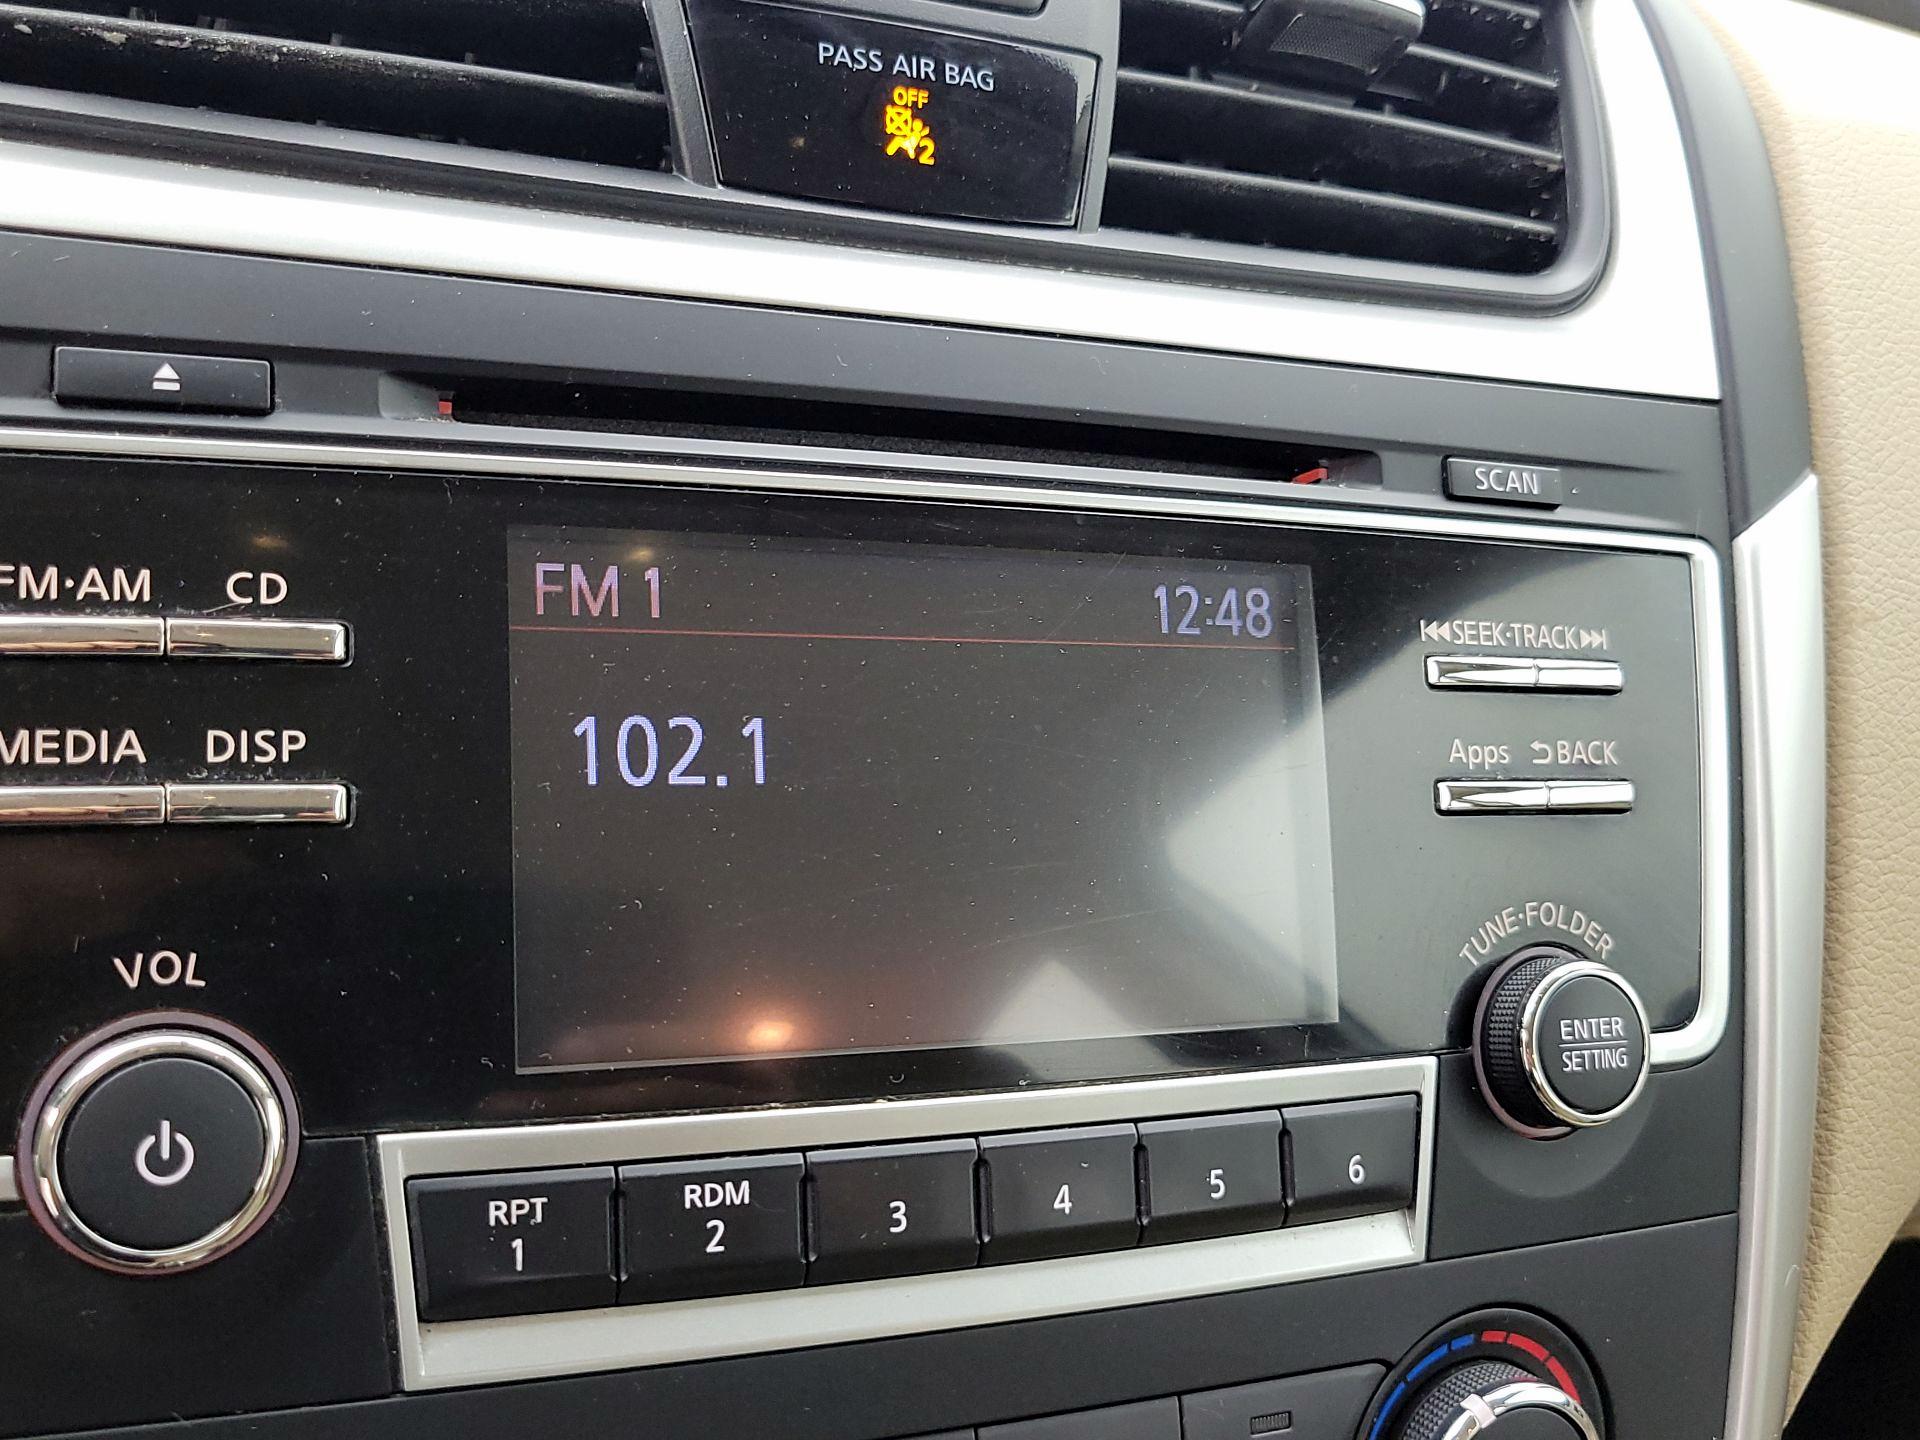 PASS AIR BAG
OFF
2
SCAN
FM·AM CD
FM 1 12:48
SEEK·TRACK
102.1
MEDIA DISP
Apps BACK
VOL
TUNE·FOLDER
ENTER
SETTING
RPT
1
RDM
2
3
4
5
6